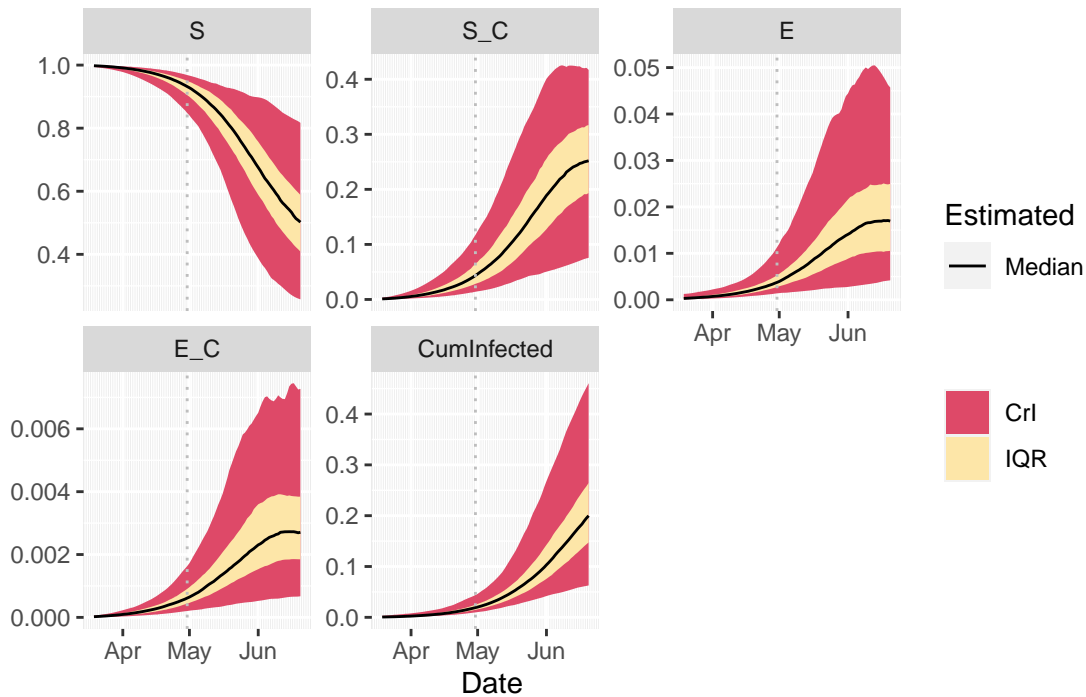 S
S_C
E
1.0
0.8
0.6
0.4
0.4
0.3
0.2
0.1
0.0
0.05
0.04
0.03
0.02
0.01
0.00
Apr May Jun
E_C
CumInfected
0.006
0.004
0.002
0.000
0.4
0.3
0.2
0.1
0.0
Apr May Jun
Apr May Jun
Date
Estimated
Median
CrI
IQR